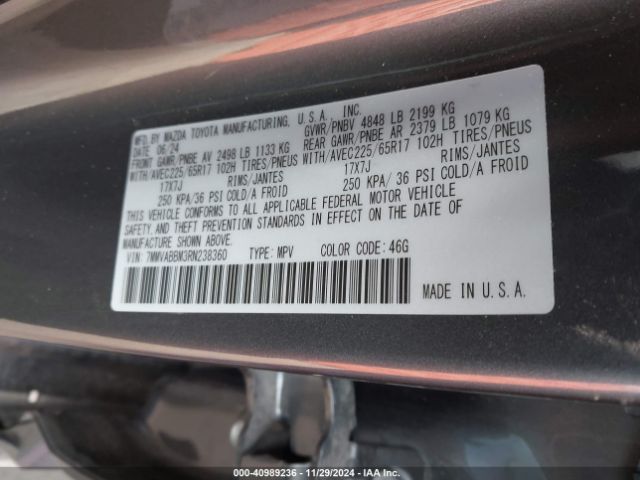 MFD. BY MAZDA TOYOTA MANUFACTURING, U.S.A., INC.
DATE: 06/24 GVWR/PNBV 4848 LB 2199 KG
FRONT GAWR/PNBE AV 2498 LB 1133 KG REAR GAWR/PNBE AR 2379 LB 1079 KG
WITH/AVEC225/65R17 102H TIRES/PNEUS WITH/AVEC225/65R17 102H TIRES/PNEUS
17X7J RIMS/JANTES 17X7J RIMS/JANTES
250 KPA/36 PSI COLD/A FROID 250 KPA/ 36 PSI COLD/A FROID
THIS VEHICLE CONFORMS TO ALL APPLICABLE FEDERAL MOTOR VEHICLE
SAFETY, AND THEFT PREVENTION STANDARDS IN EFFECT ON THE DATE OF
MANUFACTURE SHOWN ABOVE.
VIN: 7MMVABBM3RN238360 TYPE: MPV COLOR CODE: 46G
MADE IN U.S.A.
000-40989236 - 11/29/2024 - IAA Inc.